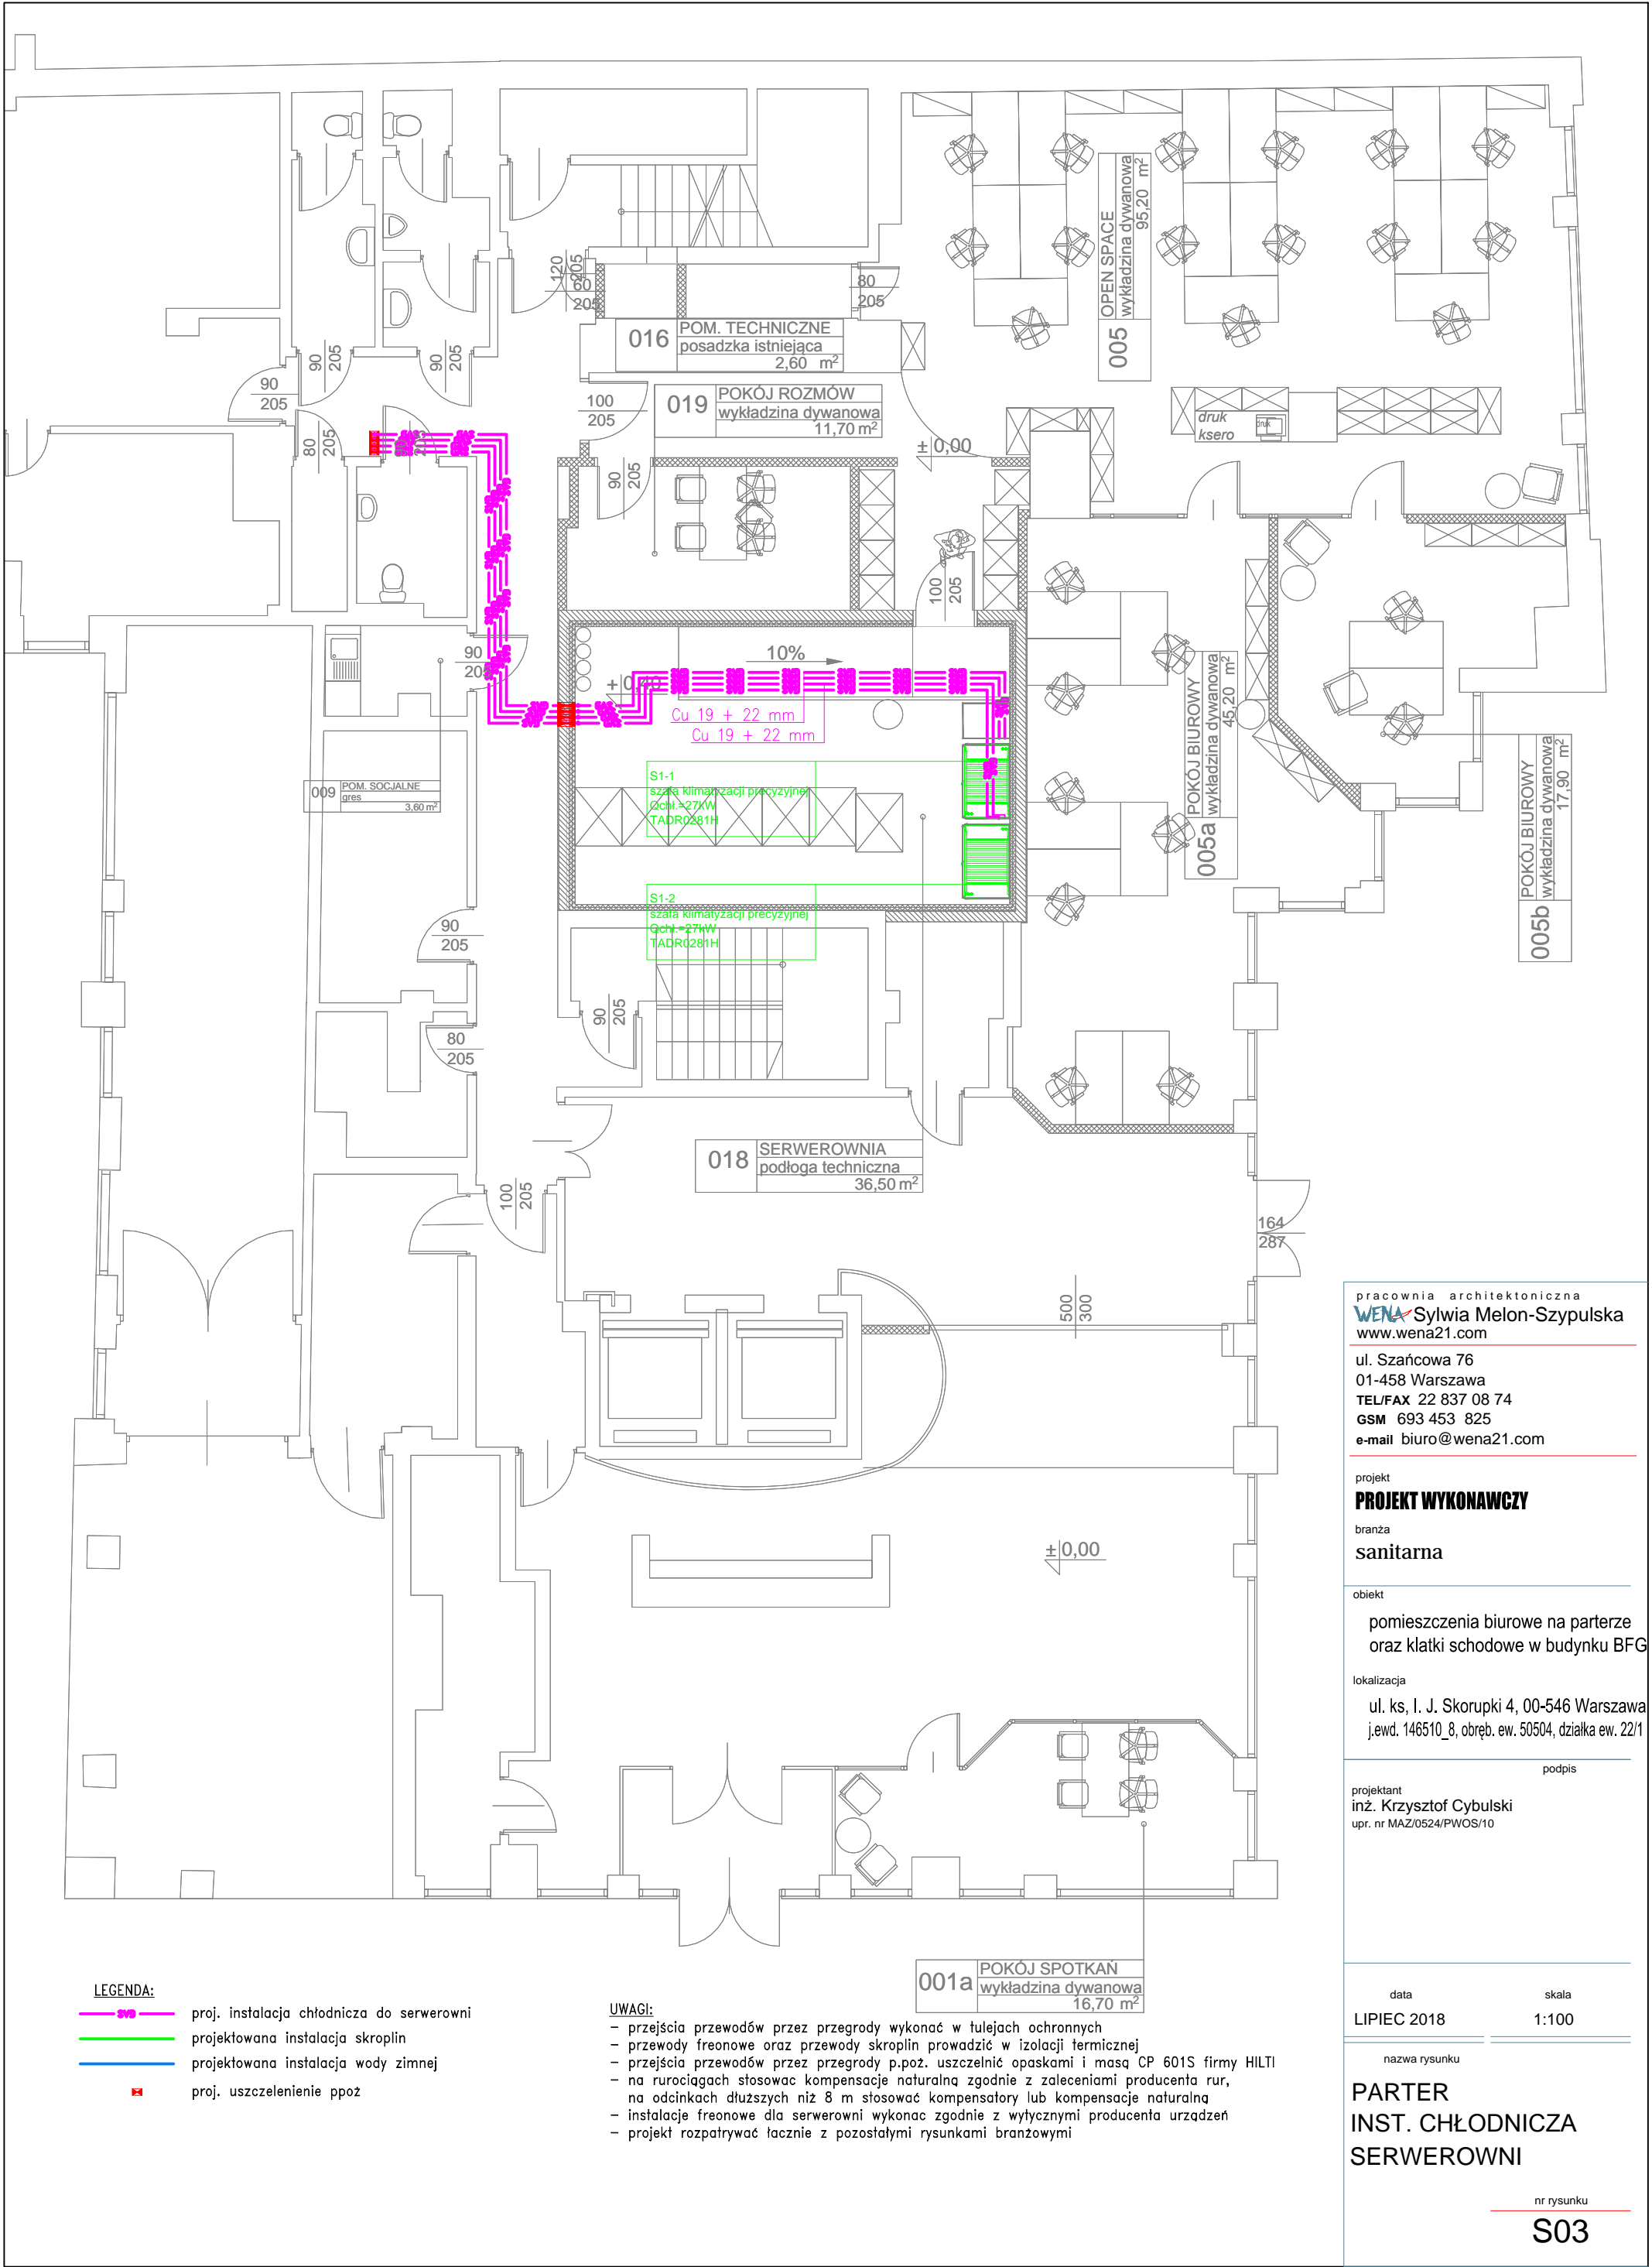 120
205
60
205
80
205
OPEN SPACE
wykładzina dywanowa
95,20 m²
005
016
POM. TECHNICZNE
posadzka istniejąca
2,60 m²
90
205
90
205
90
205
100
205
019
POKÓJ ROZMÓW
wykładzina dywanowa
11,70 m²
druk
ksero
druk
±0,00
80
205
90
205
100
205
10%
90
Cu 19 + 22 mm
Cu 19 + 22 mm
POKÓJ BIUROWY
wykładzina dywanowa
45,20 m²
005a
POKÓJ BIUROWY
wykładzina dywanowa
17,90 m²
005b
009
POM. SOCJALNE
gres
3,60 m²
S1-1
szafa klimatyzacji precyzyjnej
Qchł.=27kW
TADR0281H
S1-2
szafa klimatyzacji precyzyjnej
Qchł.=27kW
TADR0281H
90
205
90
205
80
205
018
SERWEROWNIA
podłoga techniczna
36,50 m²
100
205
164
287
500
300
±0,00
001a
POKÓJ SPOTKAŃ
wykładzina dywanowa
16,70 m²
LEGENDA:
SVB
proj. instalacja chłodnicza do serwerowni
projektowana instalacja skroplin
projektowana instalacja wody zimnej
proj. uszczelenienie ppoż
UWAGI:
– przejścia przewodów przez przegrody wykonać w tulejach ochronnych
– przewody freonowe oraz przewody skroplin prowadzić w izolacji termicznej
– przejścia przewodów przez przegrody p.poż. uszczelnić opaskami i masą CP 601S firmy HILTI
– na rurociągach stosowac kompensacje naturalną zgodnie z zaleceniami producenta rur,
na odcinkach dłuższych niż 8 m stosować kompensatory lub kompensacje naturalną
– instalacje freonowe dla serwerowni wykonac zgodnie z wytycznymi producenta urządzeń
– projekt rozpatrywać łacznie z pozostałymi rysunkami branżowymi
pracownia architektoniczna
WENA Sylwia Melon-Szypulska
www.wena21.com
ul. Szańcowa 76
01-458 Warszawa
TEL/FAX 22 837 08 74
GSM 693 453 825
e-mail biuro@wena21.com
projekt
PROJEKT WYKONAWCZY
branża
sanitarna
obiekt
pomieszczenia biurowe na parterze
oraz klatki schodowe w budynku BFG
lokalizacja
ul. ks, I. J. Skorupki 4, 00-546 Warszawa
j.ewd. 146510_8, obręb. ew. 50504, działka ew. 22/1
podpis
projektant
inż. Krzysztof Cybulski
upr. nr MAZ/0524/PWOS/10
data
skala
LIPIEC 2018
1:100
nazwa rysunku
PARTER
INST. CHŁODNICZA
SERWEROWNI
nr rysunku
S03